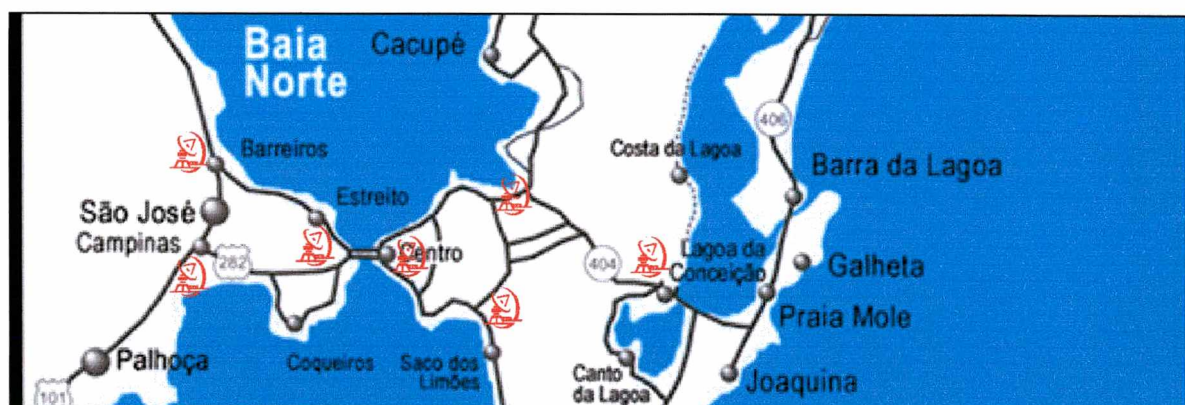 Baia
Norte
Cacupé
406
Barreiros
Costa da Lagoa
Barra da Lagoa
Estreito
São José
Campinas
282
Centro
404
Lagoa da
Conceição
Galheta
Praia Mole
Palhoça
Coqueiros
Saco dos
Limões
Canto
da Lagoa
Joaquina
101